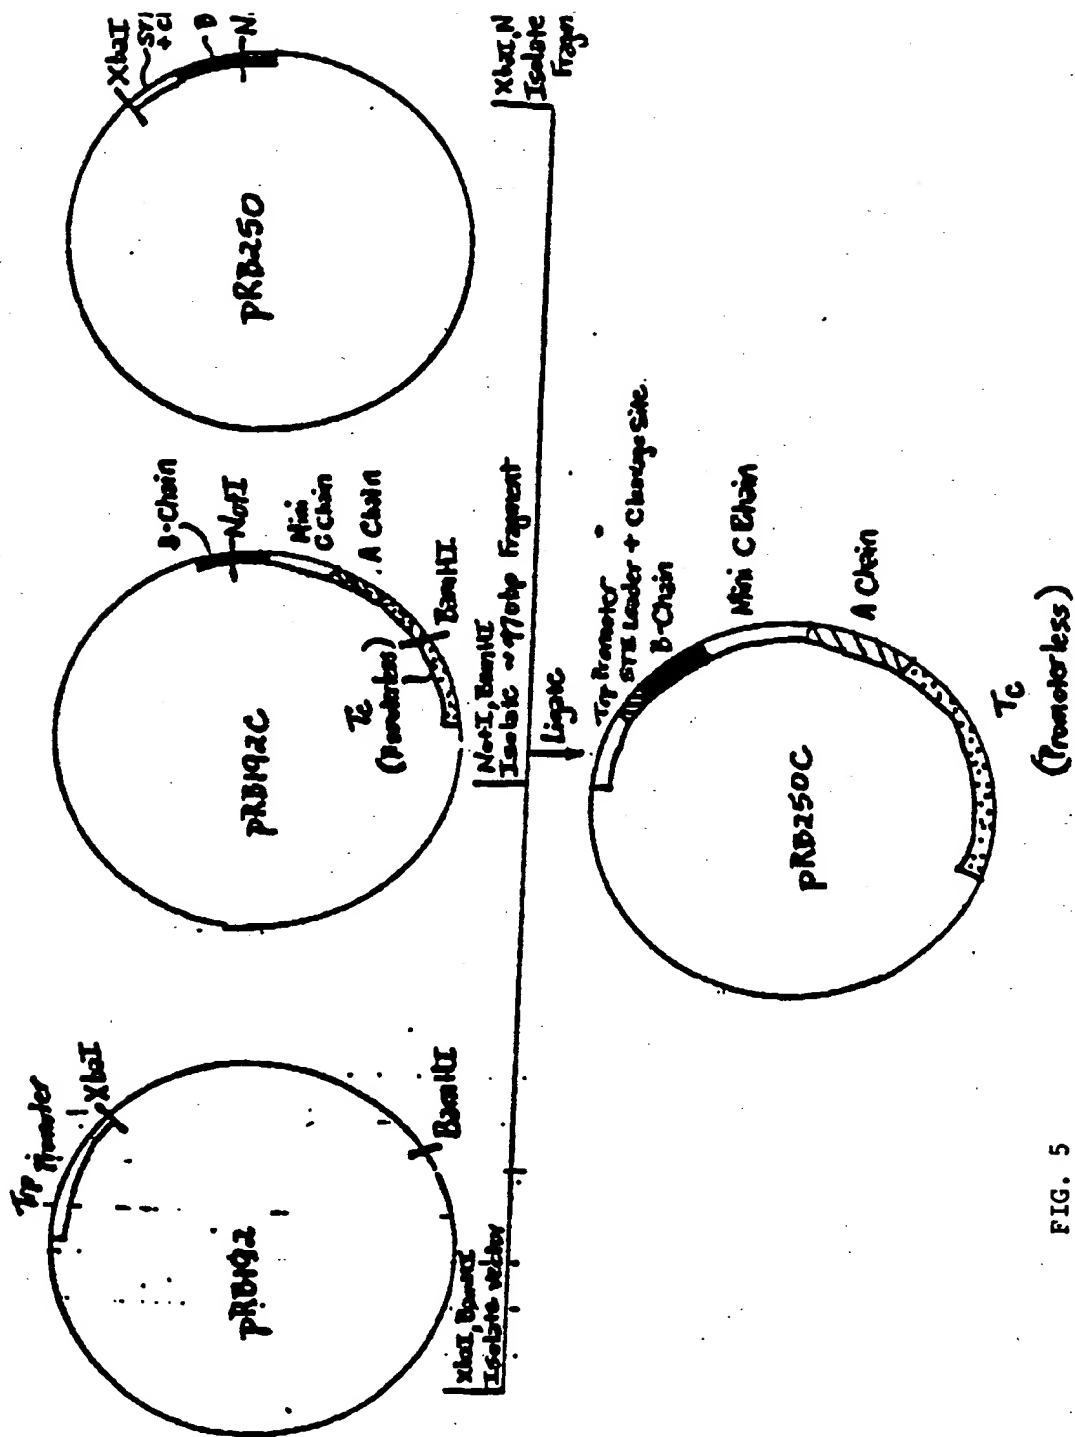 Trp
Promoter
XbaI
pRB192
BamHI
XbaI, BamHI
Isolate vector
B-Chain
NotI
Mini
C Chain
A Chain
BamHI
Tc
(Promoterless)
pRB192C
NotI, BamHI
Isolate ~970bp Fragment
XbaI
+
B
N
pRB250
XbaI, N
Isolate
Fragm
Ligate
Trp Promoter
STII Leader + Cleavage Site
B-Chain
Mini C Chain
A Chain
Tc
(Promoterless)
pRB250C
FIG. 5